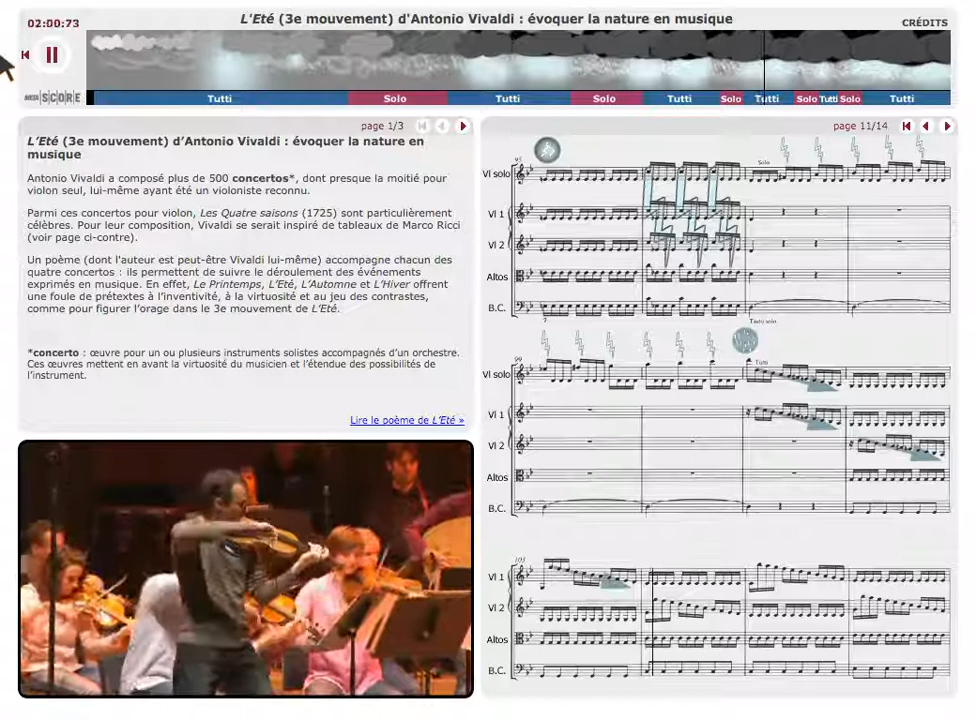 02:00:73
L'Eté (3e mouvement) d'Antonio Vivaldi : évoquer la nature en musique
CRÉDITS
META SCORE
Tutti Solo Tutti Solo Tutti Solo Tutti Solo Tutti Solo Tutti
page 1/3
L'Eté (3e mouvement) d'Antonio Vivaldi : évoquer la nature en
musique
Antonio Vivaldi a composé plus de 500 concertos*, dont presque la moitié pour
violon seul, lui-même ayant été un violoniste reconnu.
Parmi ces concertos pour violon, Les Quatre saisons (1725) sont particulièrement
célèbres. Pour leur composition, Vivaldi se serait inspiré de tableaux de Marco Ricci
(voir page ci-contre).
Un poème (dont l'auteur est peut-être Vivaldi lui-même) accompagne chacun des
quatre concertos : ils permettent de suivre le déroulement des événements
exprimés en musique. En effet, Le Printemps, L'Eté, L'Automne et L'Hiver offrent
une foule de prétextes à l'inventivité, à la virtuosité et au jeu des contrastes,
comme pour figurer l'orage dans le 3e mouvement de L'Eté.
*concerto : œuvre pour un ou plusieurs instruments solistes accompagnés d'un orchestre.
Ces œuvres mettent en avant la virtuosité du musicien et l'étendue des possibilités de
l'instrument.
Lire le poème de L'Eté »
page 11/14
95
Solo
Vl solo
Vl 1
Vl 2
Altos
B.C.
7
Tasto solo
99
Tutti
Vl solo
Vl 1
Vl 2
Altos
B.C.
103
Vl 1
Vl 2
Altos
B.C.